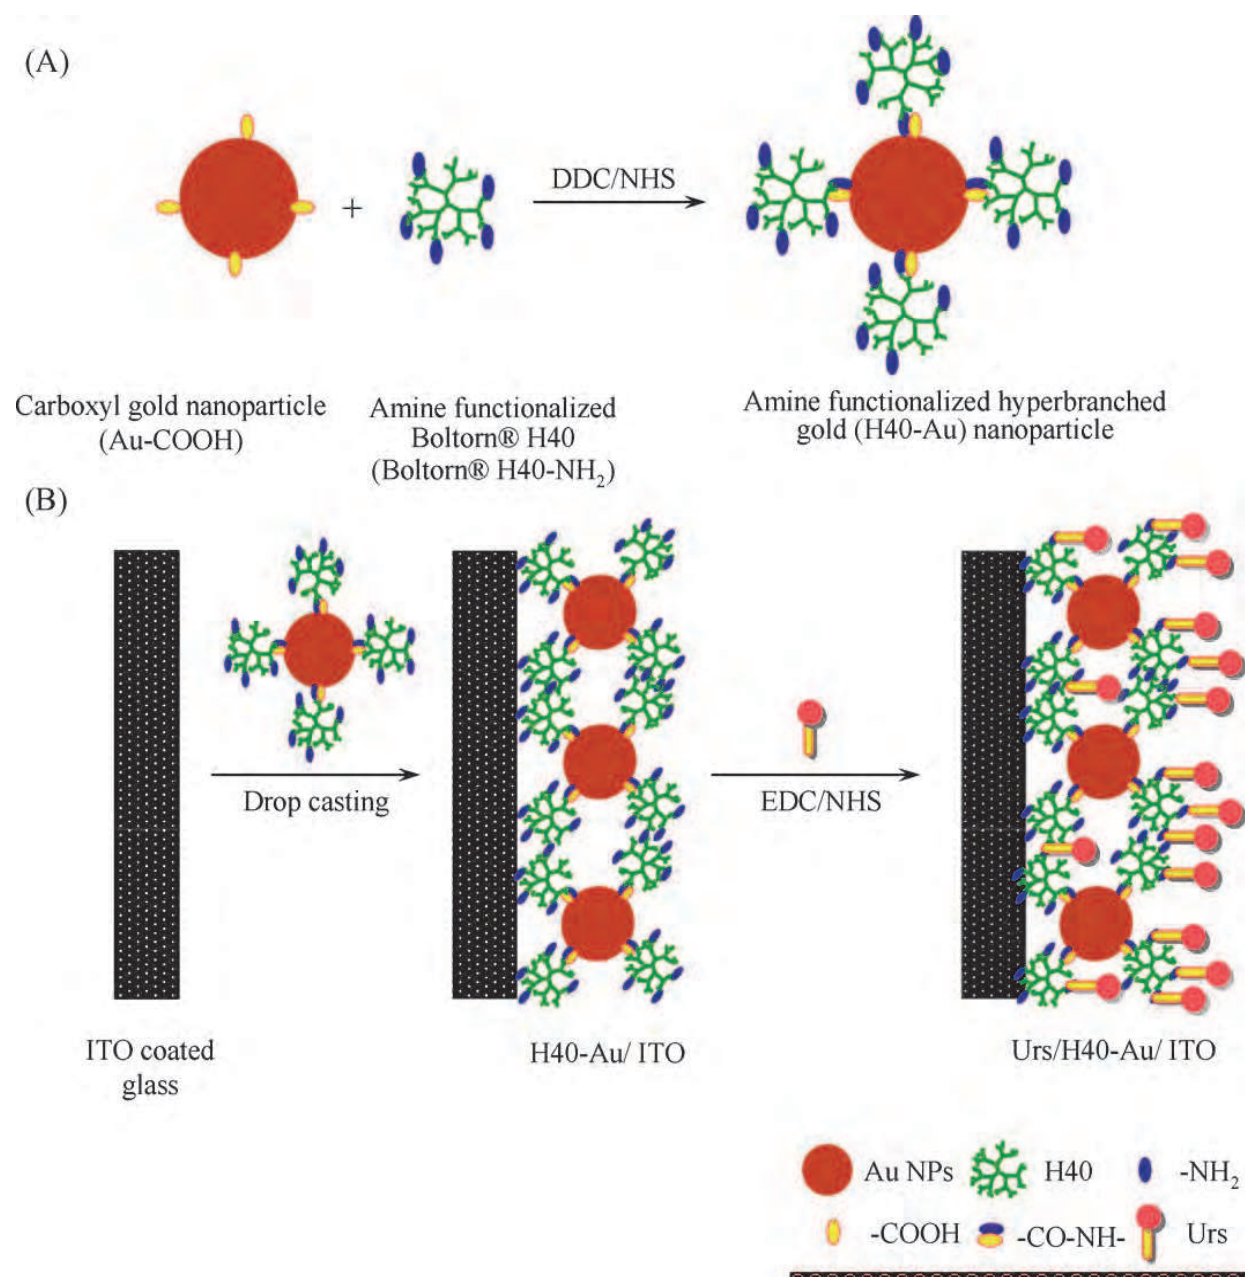 (A)
DDC/NHS
+
Carboxyl gold nanoparticle
(Au-COOH)
Amine functionalized
Boltorn® H40
(Boltorn® H40-NH₂)
Amine functionalized hyperbranched
gold (H40-Au) nanoparticle
(B)
Drop casting
EDC/NHS
ITO coated
glass
H40-Au/ ITO
Urs/H40-Au/ ITO
Au NPs
H40
-NH₂
-COOH
-CO-NH-
Urs